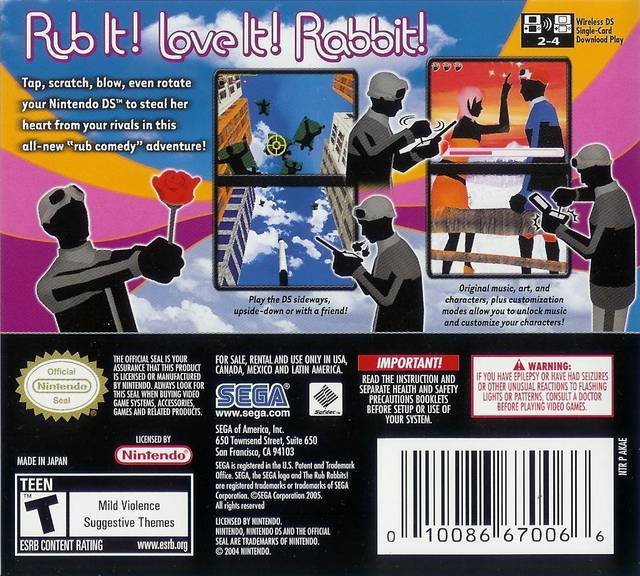 Rub It! Love It! Rabbit!
Wireless DS
Single-Card
Download Play
2-4
Tap, scratch, blow, even rotate
your Nintendo DS™ to steal her
heart from your rivals in this
all-new "rub comedy" adventure!
Play the DS sideways,
upside-down or with a friend!
Original music, art, and
characters, plus customization
modes allow you to unlock music
and customize your characters!
Official
Nintendo
Seal
THE OFFICIAL SEAL IS YOUR
ASSURANCE THAT THIS PRODUCT
IS LICENSED OR MANUFACTURED
BY NINTENDO. ALWAYS LOOK FOR
THIS SEAL WHEN BUYING VIDEO
GAME SYSTEMS, ACCESSORIES,
GAMES AND RELATED PRODUCTS.
LICENSED BY
Nintendo
MADE IN JAPAN
TEEN
T
TM
Mild Violence
Suggestive Themes
ESRB CONTENT RATING www.esrb.org
FOR SALE, RENTAL AND USE ONLY IN USA,
CANADA, MEXICO AND LATIN AMERICA.
SEGA®
www.sega.com
Safdec™
SEGA of America, Inc.
650 Townsend Street, Suite 650
San Francisco, CA 94103
SEGA is registered in the U.S. Patent and Trademark
Office. SEGA, the SEGA logo and The Rub Rabbits!
are registered trademarks or trademarks of SEGA
Corporation. ©SEGA Corporation 2005.
All rights reserved
LICENSED BY NINTENDO.
NINTENDO, NINTENDO DS AND THE OFFICIAL
SEAL ARE TRADEMARKS OF NINTENDO.
© 2004 NINTENDO.
IMPORTANT!
READ THE INSTRUCTION AND
SEPARATE HEALTH AND SAFETY
PRECAUTIONS BOOKLETS
BEFORE SETUP OR USE OF
YOUR SYSTEM.
WARNING:
IF YOU HAVE EPILEPSY OR HAVE HAD SEIZURES
OR OTHER UNUSUAL REACTIONS TO FLASHING
LIGHTS OR PATTERNS, CONSULT A DOCTOR
BEFORE PLAYING VIDEO GAMES.
NTR P AKAE
0 10086 67006 6